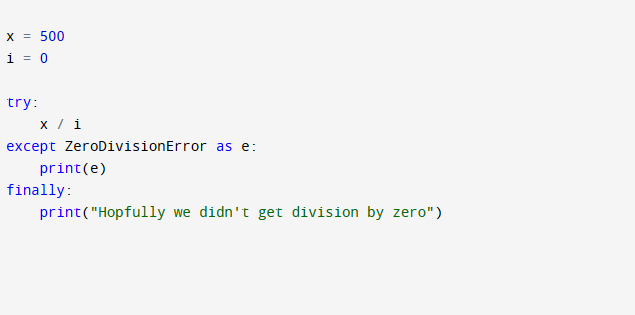 x = 500
i = 0
try:
    x / i
except ZeroDivisionError as e:
    print(e)
finally:
    print("Hopfully we didn't get division by zero")